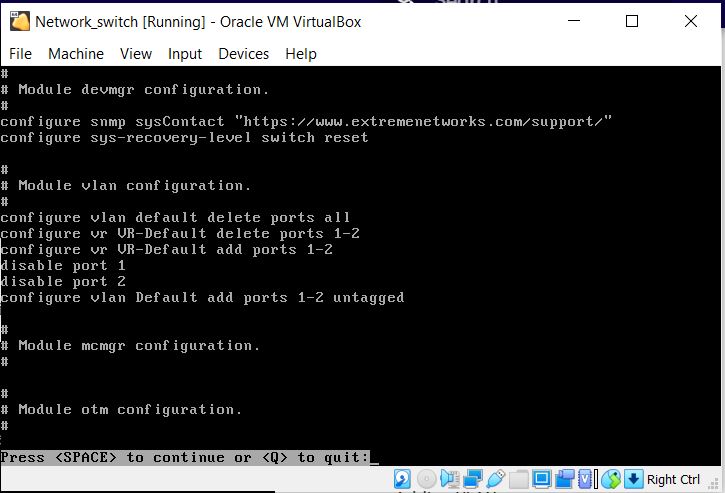 Network_switch [Running] - Oracle VM VirtualBox
File Machine View Input Devices Help
#
# Module devmgr configuration.
#
configure snmp sysContact "https://www.extremenetworks.com/support/"
configure sys-recovery-level switch reset
#
# Module vlan configuration.
#
configure vlan default delete ports all
configure vr VR-Default delete ports 1-2
configure vr VR-Default add ports 1-2
disable port 1
disable port 2
configure vlan Default add ports 1-2 untagged
#
# Module mcmgr configuration.
#
#
# Module otm configuration.
#
Press <SPACE> to continue or <Q> to quit:_
Right Ctrl